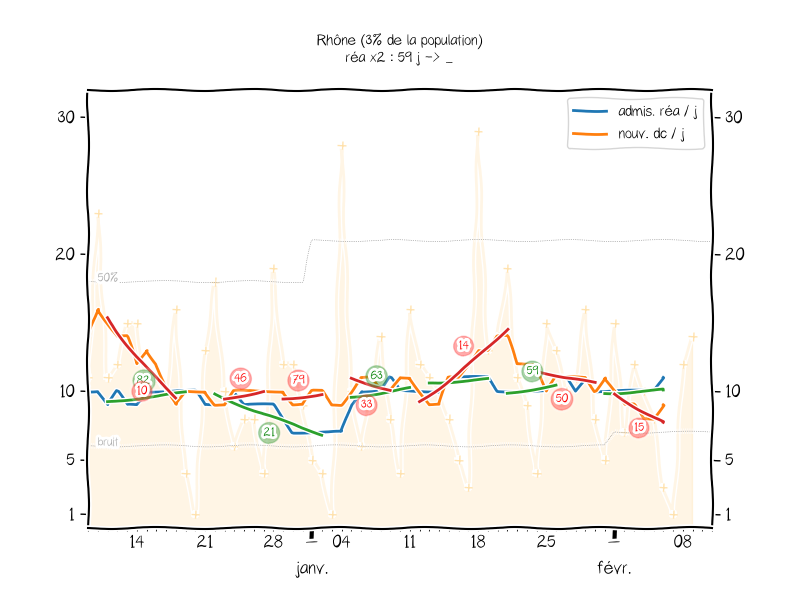 Rhône (3% de la population)
réa x2 : 59 j -> _
admis. réa / j
nouv. dc / j
30 30
20 20
50%
14
59
63
46
79
82
10
10 10
50
33
21
15
bruit
5 5
1 1
14 21 28 04 11 18 25 08
janv. févr.